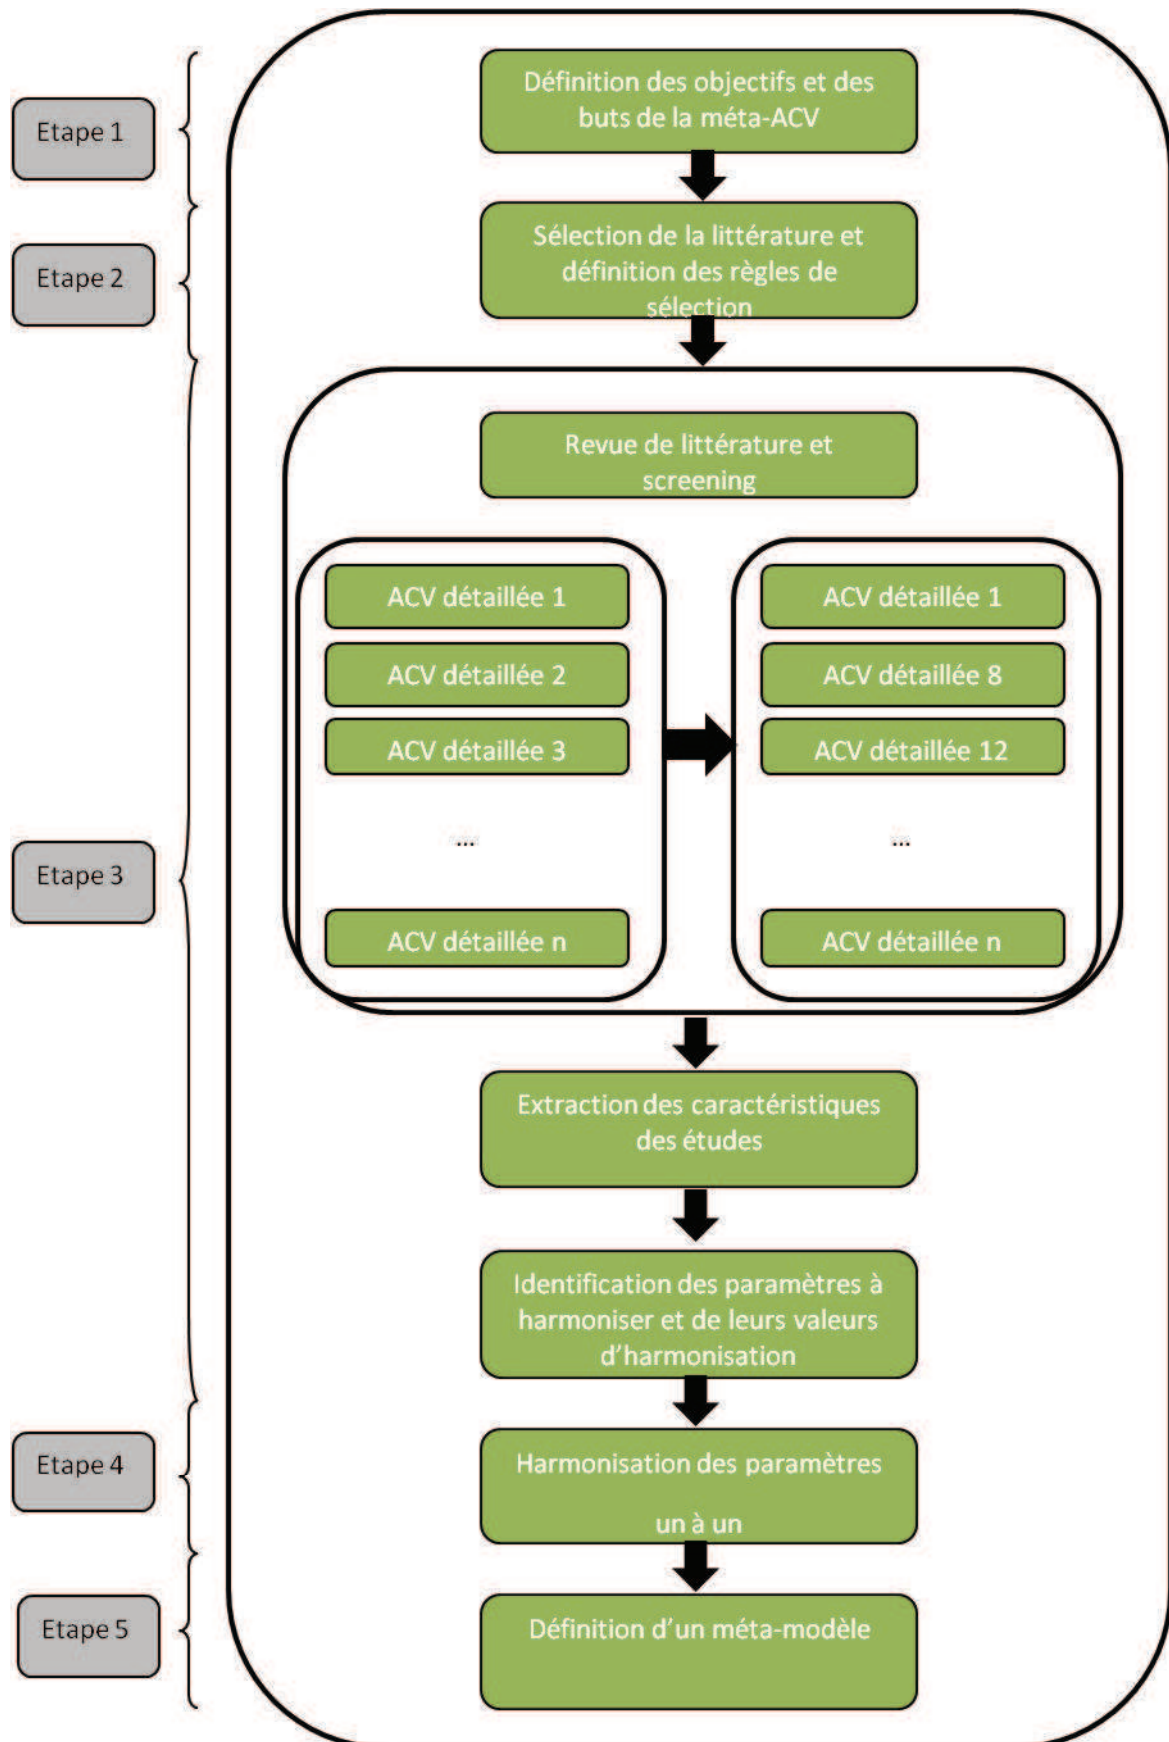 Etape 1
Définition des objectifs et des
buts de la méta-ACV
Etape 2
Sélection de la littérature et
définition des règles de
sélection
Etape 3
Revue de littérature et
screening
ACV détaillée 1
ACV détaillée 2
ACV détaillée 3
...
ACV détaillée n
ACV détaillée 1
ACV détaillée 8
ACV détaillée 12
...
ACV détaillée n
Extraction des caractéristiques
des études
Identification des paramètres à
harmoniser et de leurs valeurs
d’harmonisation
Etape 4
Harmonisation des paramètres
un à un
Etape 5
Définition d’un méta-modèle